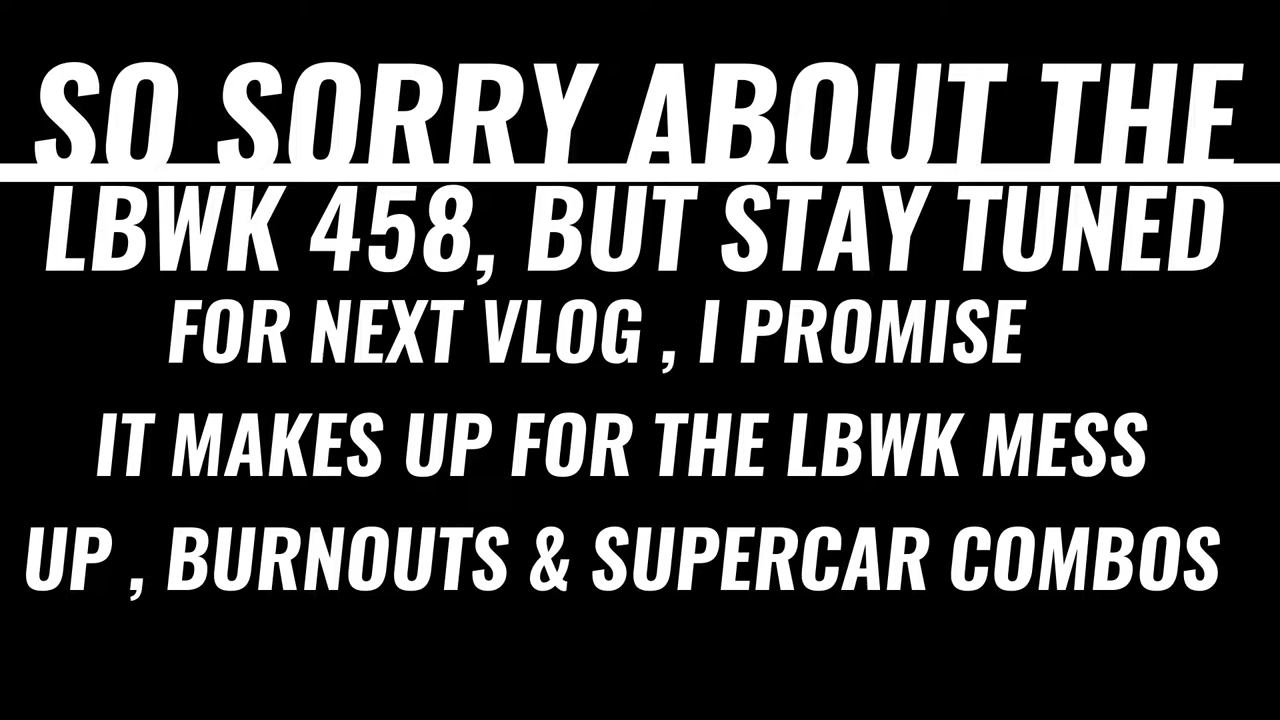 SO SORRY ABOUT THE
LBWK 458, BUT STAY TUNED
FOR NEXT VLOG , I PROMISE
IT MAKES UP FOR THE LBWK MESS
UP , BURNOUTS & SUPERCAR COMBOS